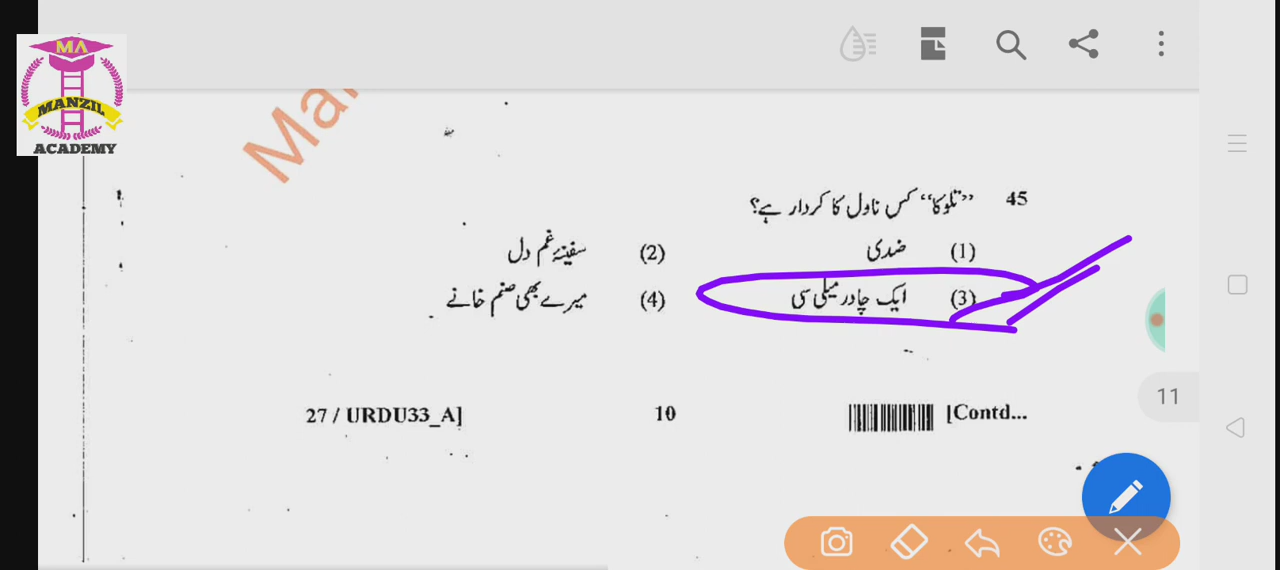 MA
MANZIL
ACADEMY
Ma
45 ”تلوکا“ کس ناول کا کردار ہے؟
(1) ضدی (2) سفینۂ غم دل
(3) ایک چادر میلی سی (4) میرے بھی صنم خانے
27 / URDU33_A] 10 [Contd...
11